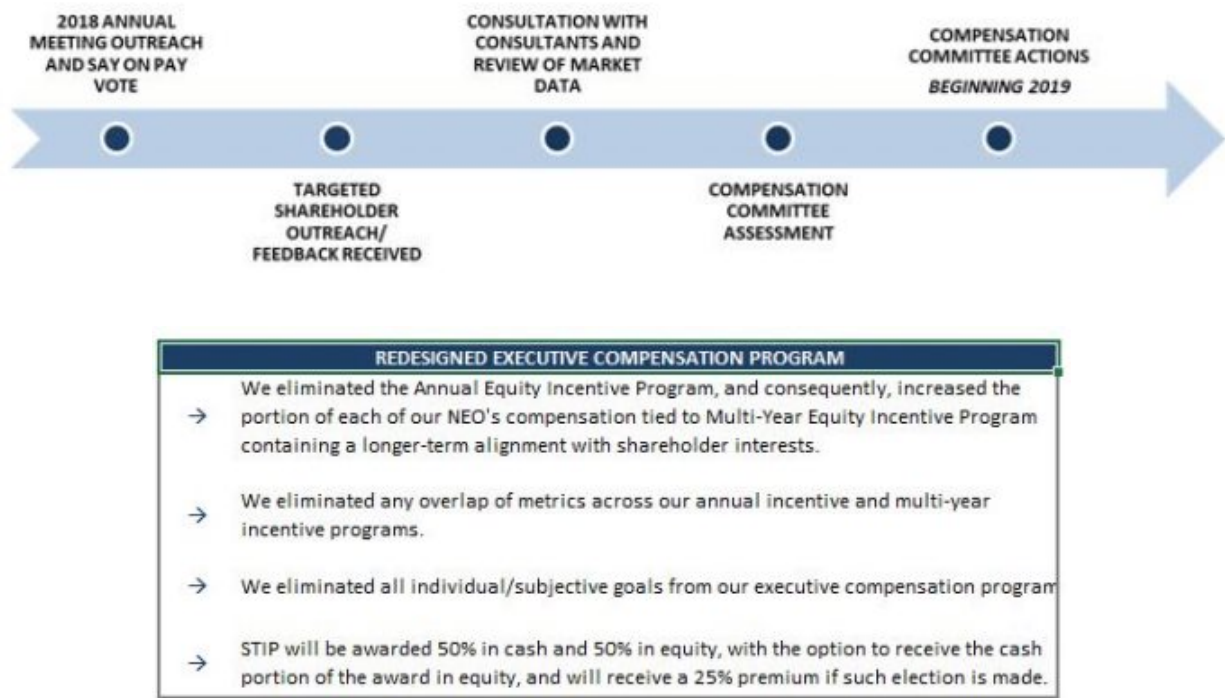 2018 ANNUAL
MEETING OUTREACH
AND SAY ON PAY
VOTE
TARGETED
SHAREHOLDER
OUTREACH/
FEEDBACK RECEIVED
CONSULTATION WITH
CONSULTANTS AND
REVIEW OF MARKET
DATA
COMPENSATION
COMMITTEE
ASSESSMENT
COMPENSATION
COMMITTEE ACTIONS
BEGINNING 2019
REDESIGNED EXECUTIVE COMPENSATION PROGRAM
→ We eliminated the Annual Equity Incentive Program, and consequently, increased the
portion of each of our NEO's compensation tied to Multi-Year Equity Incentive Program
containing a longer-term alignment with shareholder interests.
→ We eliminated any overlap of metrics across our annual incentive and multi-year
incentive programs.
→ We eliminated all individual/subjective goals from our executive compensation program
→ STIP will be awarded 50% in cash and 50% in equity, with the option to receive the cash
portion of the award in equity, and will receive a 25% premium if such election is made.